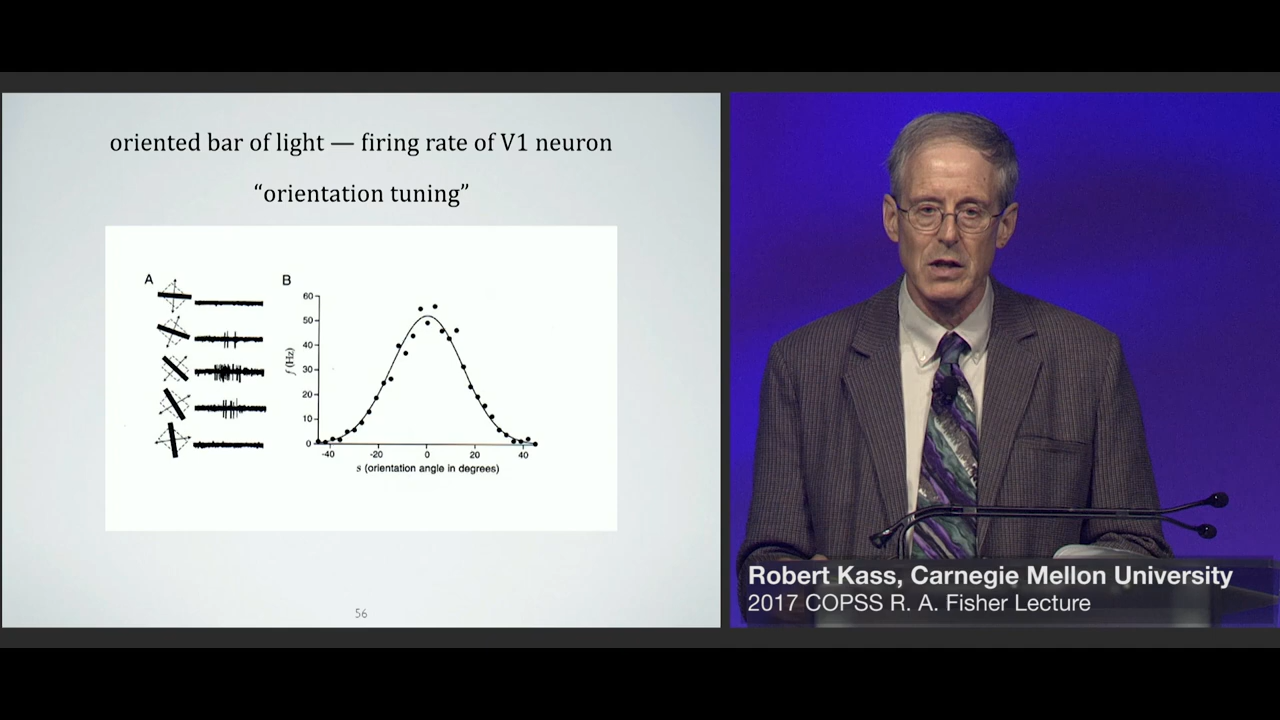 oriented bar of light — firing rate of V1 neuron
“orientation tuning”
A
B
60
50
40
30
20
10
0
f (Hz)
-40 -20 0 20 40
s (orientation angle in degrees)
56
Robert Kass, Carnegie Mellon University
2017 COPSS R. A. Fisher Lecture